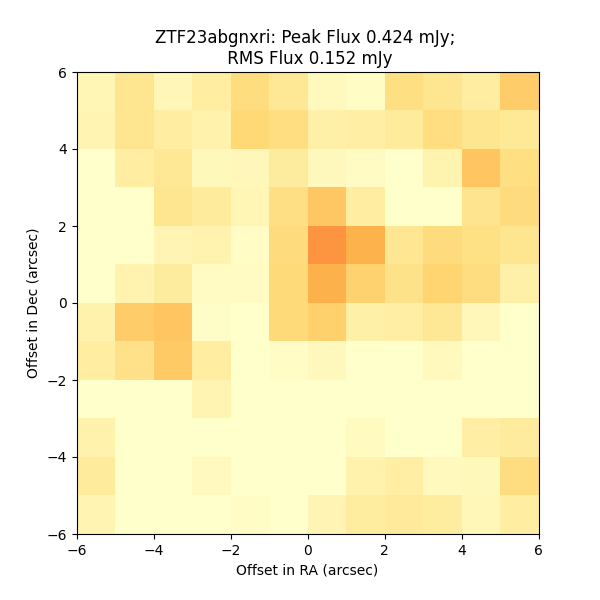 ZTF23abgnxri: Peak Flux 0.424 mJy;
RMS Flux 0.152 mJy
6
4
2
0
−2
−4
−6
Offset in Dec (arcsec)
−6 −4 −2 0 2 4 6
Offset in RA (arcsec)